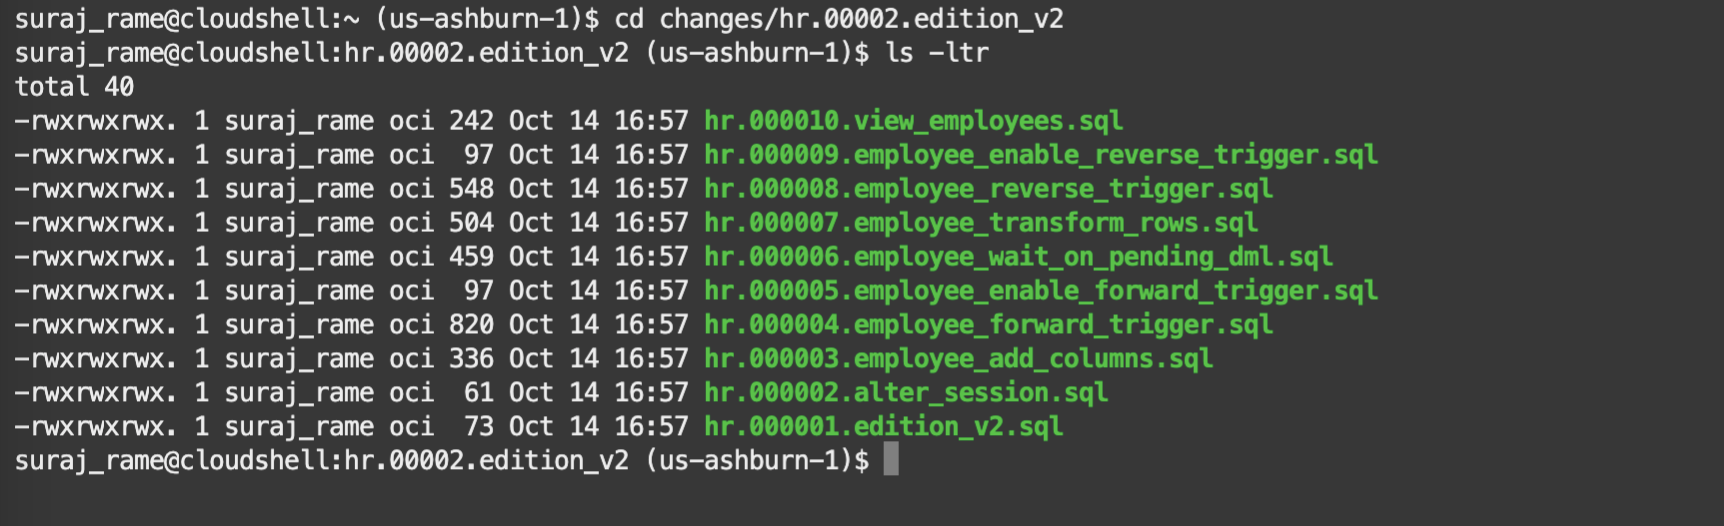 suraj_rame@cloudshell:~ (us-ashburn-1)$ cd changes/hr.00002.edition_v2
suraj_rame@cloudshell:hr.00002.edition_v2 (us-ashburn-1)$ ls -ltr
total 40
-rwxrwxrwx. 1 suraj_rame oci 242 Oct 14 16:57 hr.000010.view_employees.sql
-rwxrwxrwx. 1 suraj_rame oci  97 Oct 14 16:57 hr.000009.employee_enable_reverse_trigger.sql
-rwxrwxrwx. 1 suraj_rame oci 548 Oct 14 16:57 hr.000008.employee_reverse_trigger.sql
-rwxrwxrwx. 1 suraj_rame oci 504 Oct 14 16:57 hr.000007.employee_transform_rows.sql
-rwxrwxrwx. 1 suraj_rame oci 459 Oct 14 16:57 hr.000006.employee_wait_on_pending_dml.sql
-rwxrwxrwx. 1 suraj_rame oci  97 Oct 14 16:57 hr.000005.employee_enable_forward_trigger.sql
-rwxrwxrwx. 1 suraj_rame oci 820 Oct 14 16:57 hr.000004.employee_forward_trigger.sql
-rwxrwxrwx. 1 suraj_rame oci 336 Oct 14 16:57 hr.000003.employee_add_columns.sql
-rwxrwxrwx. 1 suraj_rame oci  61 Oct 14 16:57 hr.000002.alter_session.sql
-rwxrwxrwx. 1 suraj_rame oci  73 Oct 14 16:57 hr.000001.edition_v2.sql
suraj_rame@cloudshell:hr.00002.edition_v2 (us-ashburn-1)$